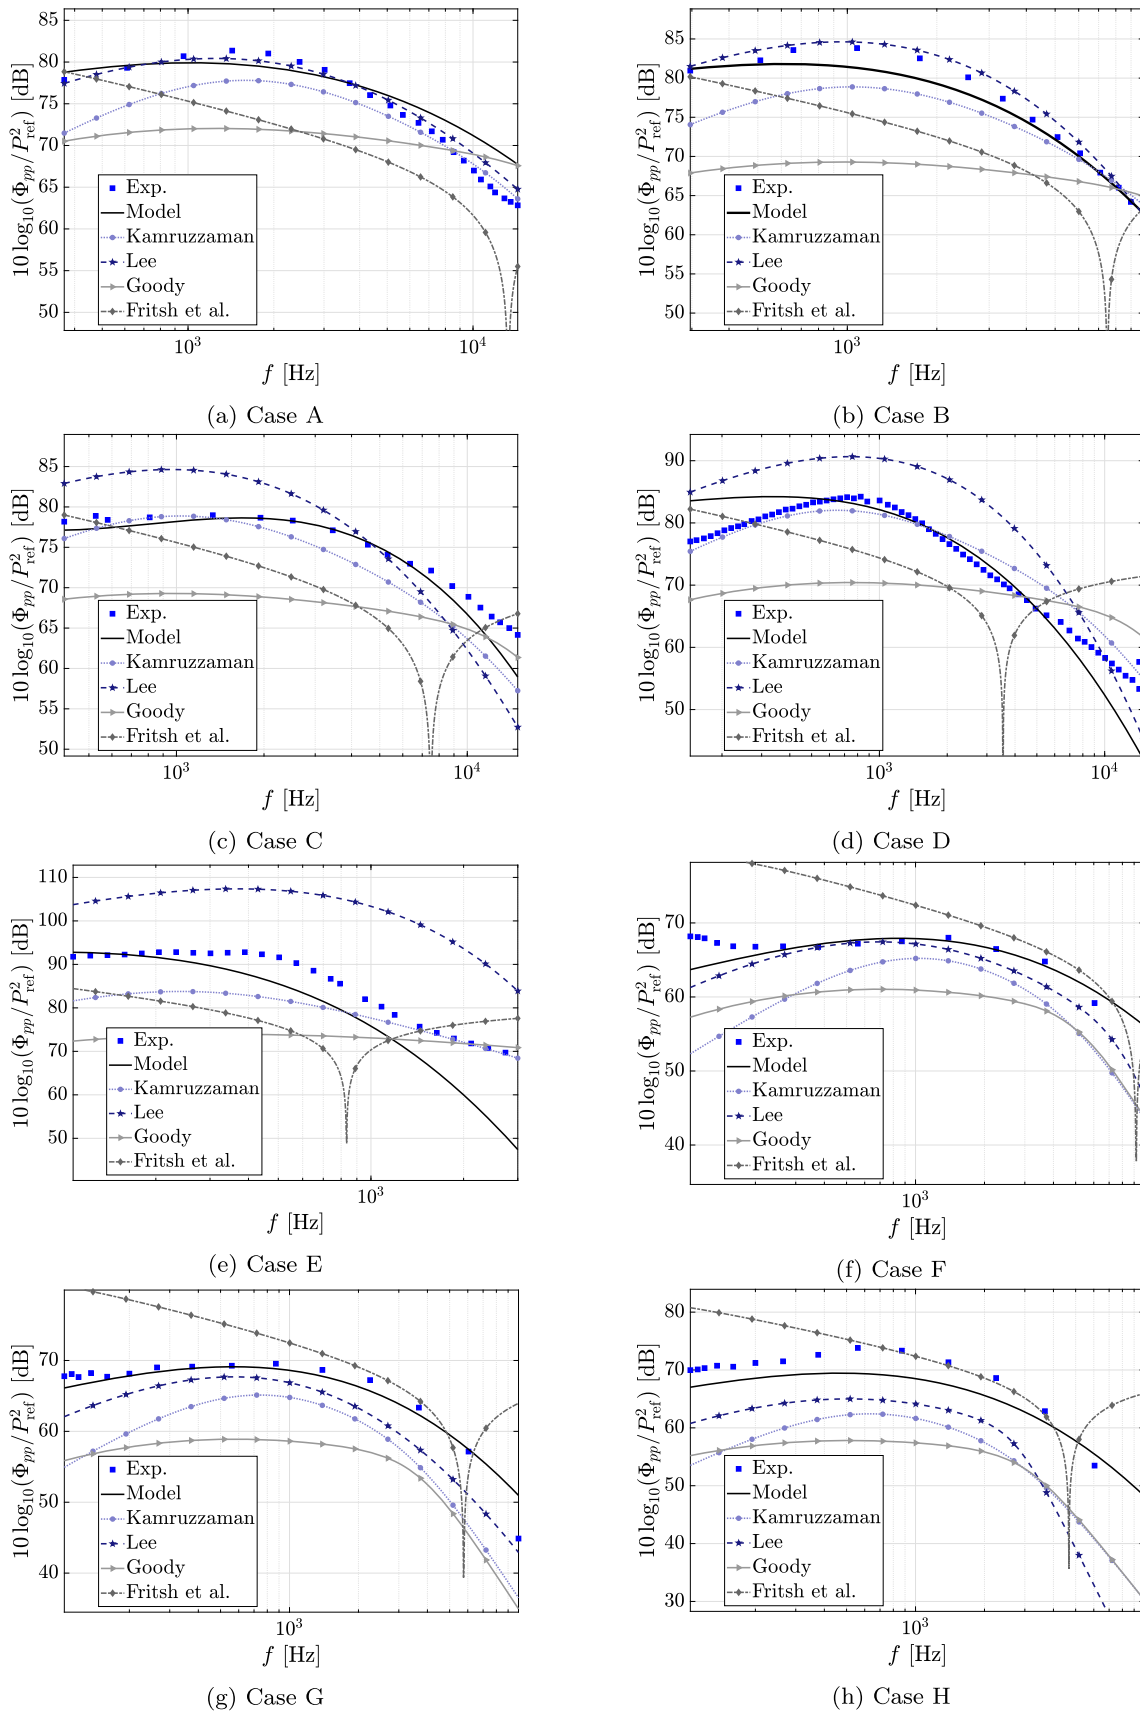 85
80
75
70
65
60
55
50
10 log₁₀(Φpp/P²ref) [dB]
Exp.
Model
Kamruzzaman
Lee
Goody
Fritsh et al.
10³
10⁴
f [Hz]
(a) Case A
85
80
75
70
65
60
55
50
10 log₁₀(Φpp/P²ref) [dB]
Exp.
Model
Kamruzzaman
Lee
Goody
Fritsh et al.
10³
f [Hz]
(b) Case B
85
80
75
70
65
60
55
50
10 log₁₀(Φpp/P²ref) [dB]
Exp.
Model
Kamruzzaman
Lee
Goody
Fritsh et al.
10³
10⁴
f [Hz]
(c) Case C
90
80
70
60
50
10 log₁₀(Φpp/P²ref) [dB]
Exp.
Model
Kamruzzaman
Lee
Goody
Fritsh et al.
10³
10⁴
f [Hz]
(d) Case D
110
100
90
80
70
60
50
10 log₁₀(Φpp/P²ref) [dB]
Exp.
Model
Kamruzzaman
Lee
Goody
Fritsh et al.
10³
f [Hz]
(e) Case E
70
60
50
40
10 log₁₀(Φpp/P²ref) [dB]
Exp.
Model
Kamruzzaman
Lee
Goody
Fritsh et al.
10³
f [Hz]
(f) Case F
70
60
50
40
10 log₁₀(Φpp/P²ref) [dB]
Exp.
Model
Kamruzzaman
Lee
Goody
Fritsh et al.
10³
f [Hz]
(g) Case G
80
70
60
50
40
30
10 log₁₀(Φpp/P²ref) [dB]
Exp.
Model
Kamruzzaman
Lee
Goody
Fritsh et al.
10³
f [Hz]
(h) Case H